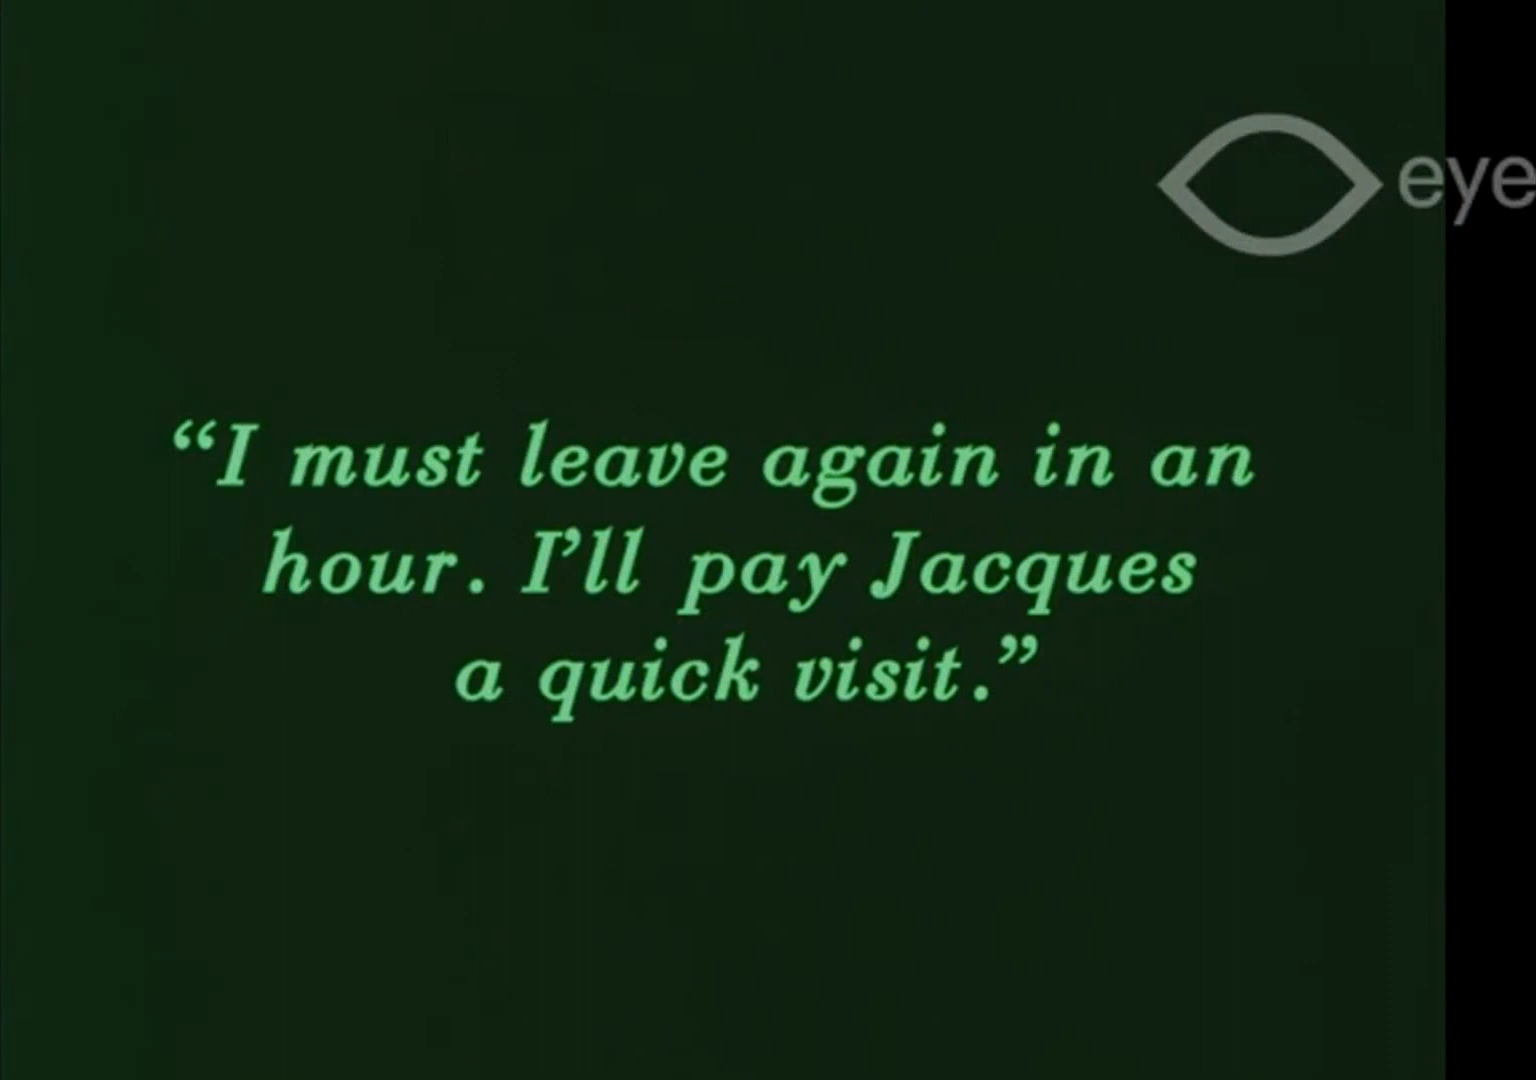 eye
“I must leave again in an
hour. I’ll pay Jacques
a quick visit.”